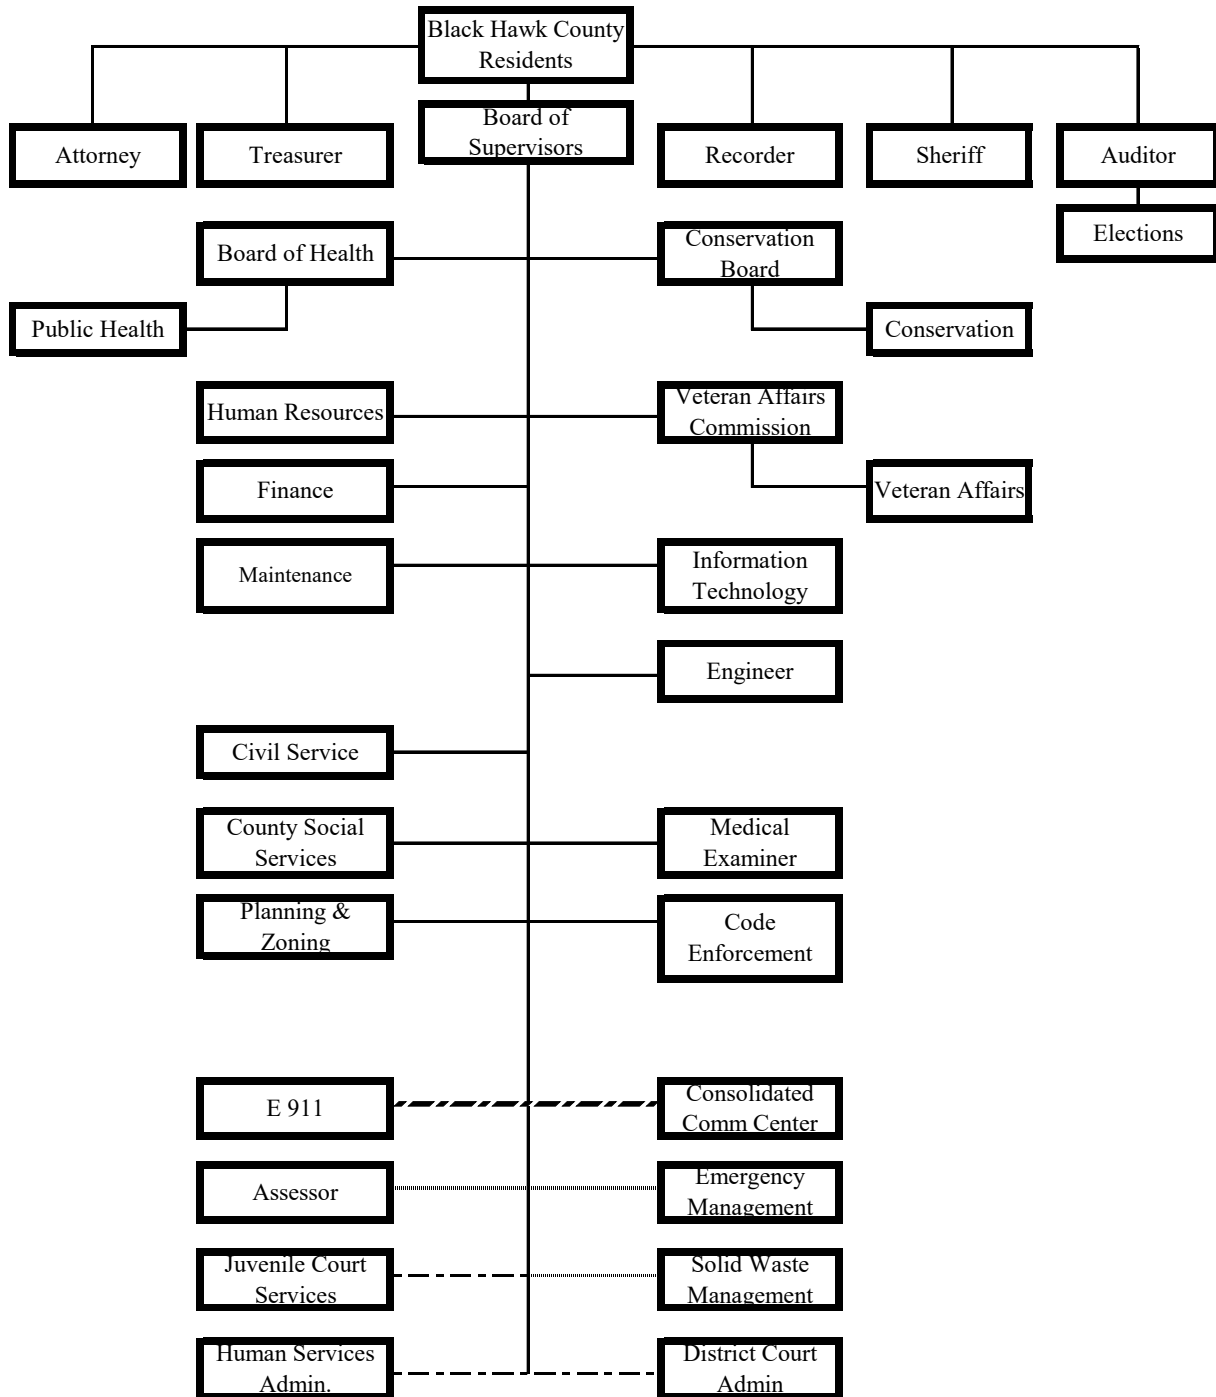 Black Hawk County
Residents
Board of
Supervisors
Attorney
Treasurer
Recorder
Sheriff
Auditor
Elections
Board of Health
Conservation
Board
Public Health
Conservation
Human Resources
Veteran Affairs
Commission
Finance
Veteran Affairs
Maintenance
Information
Technology
Engineer
Civil Service
County Social
Services
Medical
Examiner
Planning &
Zoning
Code
Enforcement
E 911
Consolidated
Comm Center
Assessor
Emergency
Management
Juvenile Court
Services
Solid Waste
Management
Human Services
Admin.
District Court
Admin